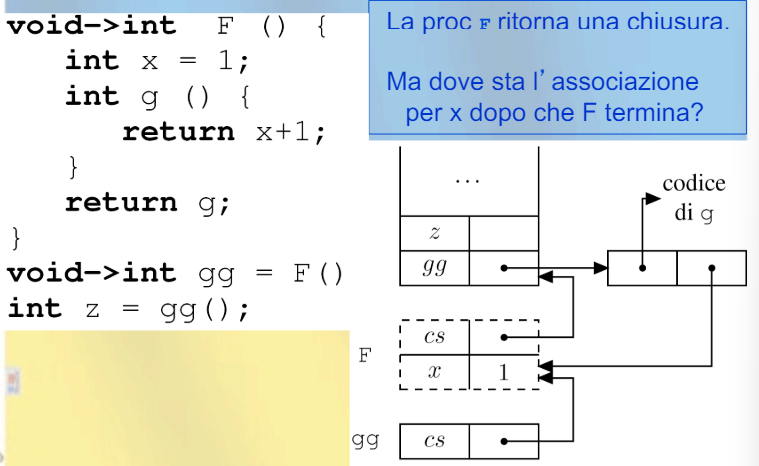 void->int F () {
int x = 1;
int g () {
return x+1;
}
return g;
}
void->int gg = F()
int z = gg();
La proc F ritorna una chiusura.
Ma dove sta l'associazione
per x dopo che F termina?
...
z
gg
codice
di g
F
cs
x 1
gg
cs